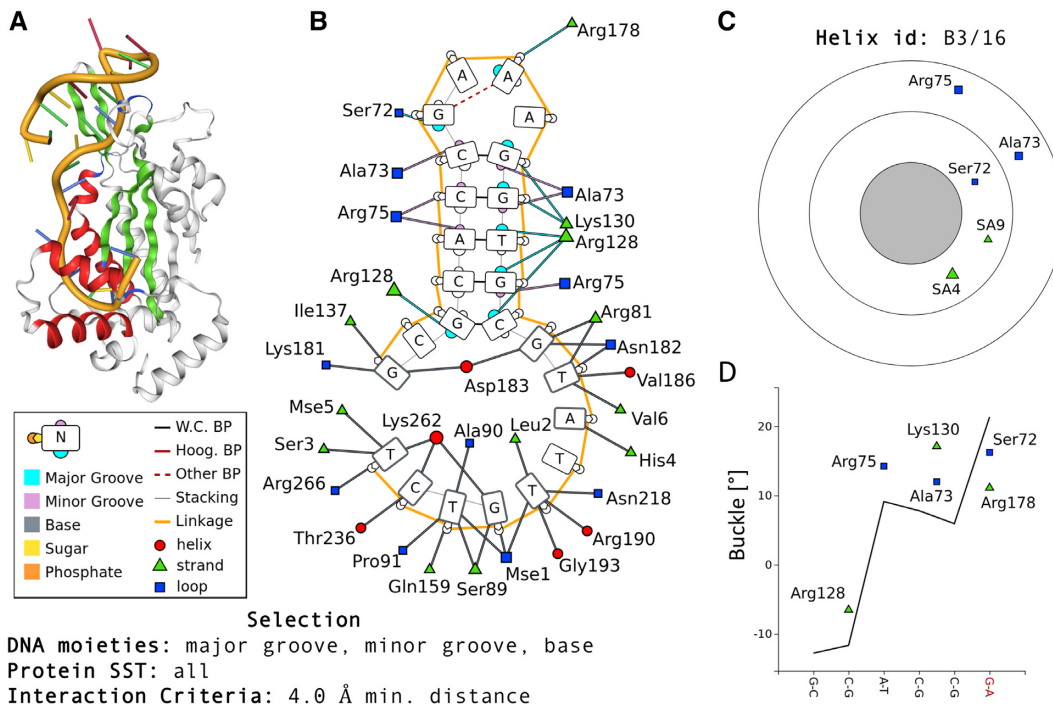 A
B
Arg178
A
A
Ser72
G
A
Ala73
C
G
Ala73
Arg75
C
G
Lys130
A
T
Arg128
Arg128
C
G
Arg75
Ile137
G
C
Arg81
C
G
Lys181
G
Asn182
Asp183
T
Val186
Mse5
Lys262
Ala90
Leu2
A
Val6
Ser3
T
T
His4
Arg266
C
T
G
T
Asn218
Thr236
Arg190
Pro91
Mse1
Gly193
Gln159
Ser89
N
Major Groove
Minor Groove
Base
Sugar
Phosphate
W.C. BP
Hoog. BP
Other BP
Stacking
Linkage
helix
strand
loop
Selection
DNA moieties: major groove, minor groove, base
Protein SST: all
Interaction Criteria: 4.0 Å min. distance
C
Helix id: B3/16
Arg75
Ala73
Ser72
SA9
SA4
D
Buckle [°]
20
10
0
-10
Lys130
Ser72
Arg75
Ala73
Arg178
Arg128
G-C
C-G
A-T
C-G
C-G
G-A